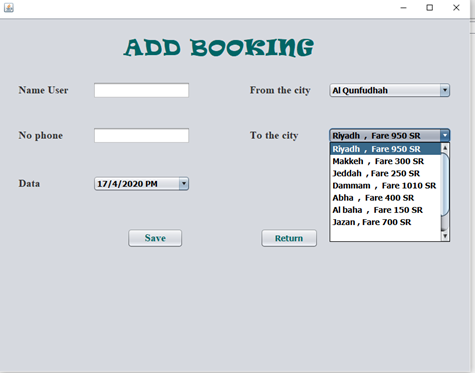 ADD BOOKING
Name User
From the city
Al Qunfudhah
No phone
To the city
Riyadh , Fare 950 SR
Riyadh , Fare 950 SR
Makkeh , Fare 300 SR
Jeddah , Fare 250 SR
Dammam , Fare 1010 SR
Abha , Fare 400 SR
Al baha , Fare 150 SR
Jazan , Fare 700 SR
Data
17/4/2020 PM
Save
Return